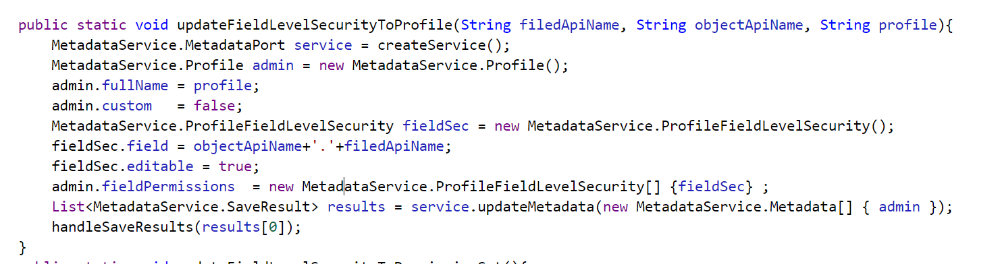 public static void updateFieldLevelSecurityToProfile(String filedApiName, String objectApiName, String profile){
MetadataService.MetadataPort service = createService();
MetadataService.Profile admin = new MetadataService.Profile();
admin.fullName = profile;
admin.custom   = false;
MetadataService.ProfileFieldLevelSecurity fieldSec = new MetadataService.ProfileFieldLevelSecurity();
fieldSec.field = objectApiName+'.'+filedApiName;
fieldSec.editable = true;
admin.fieldPermissions  = new MetadataService.ProfileFieldLevelSecurity[] {fieldSec} ;
List<MetadataService.SaveResult> results = service.updateMetadata(new MetadataService.Metadata[] { admin });
handleSaveResults(results[0]);
}